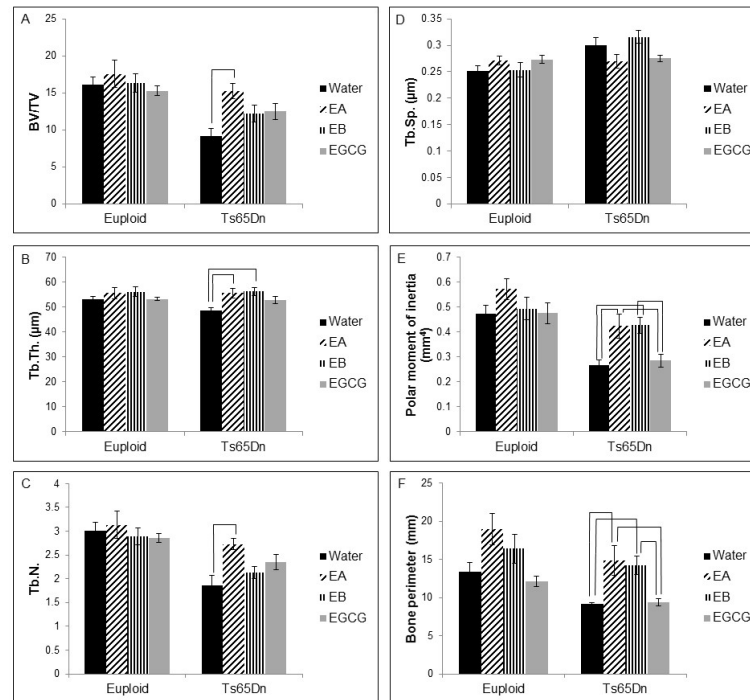 A
BV/TV
25
20
15
10
5
0
Euploid
Ts65Dn
Water
EA
EB
EGCG
D
Tb.Sp. (µm)
0.35
0.3
0.25
0.2
0.15
0.1
0.05
0
Euploid
Ts65Dn
Water
EA
EB
EGCG
B
Tb.Th. (µm)
70
60
50
40
30
20
10
0
Euploid
Ts65Dn
Water
EA
EB
EGCG
E
Polar moment of inertia
(mm⁴)
0.7
0.6
0.5
0.4
0.3
0.2
0.1
0
Euploid
Ts65Dn
Water
EA
EB
EGCG
C
Tb.N.
4
3.5
3
2.5
2
1.5
1
0.5
0
Euploid
Ts65Dn
Water
EA
EB
EGCG
F
Bone perimeter (mm)
25
20
15
10
5
0
Euploid
Ts65Dn
Water
EA
EB
EGCG